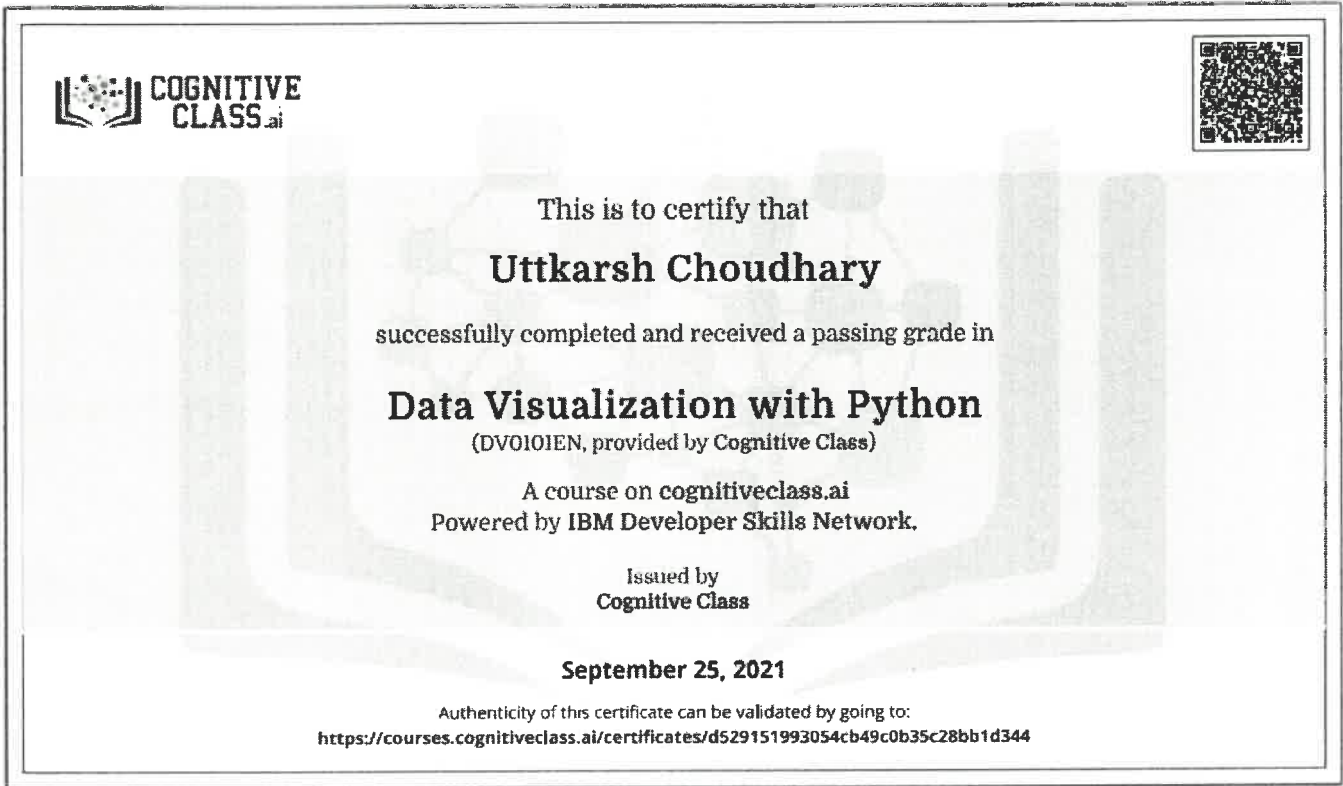 COGNITIVE
CLASS.ai
This is to certify that
Uttkarsh Choudhary
successfully completed and received a passing grade in
Data Visualization with Python
(DV0101EN, provided by Cognitive Class)
A course on cognitiveclass.ai
Powered by IBM Developer Skills Network.
Issued by
Cognitive Class
September 25, 2021
Authenticity of this certificate can be validated by going to:
https://courses.cognitiveclass.ai/certificates/d529151993054cb49c0b35c28bb1d344